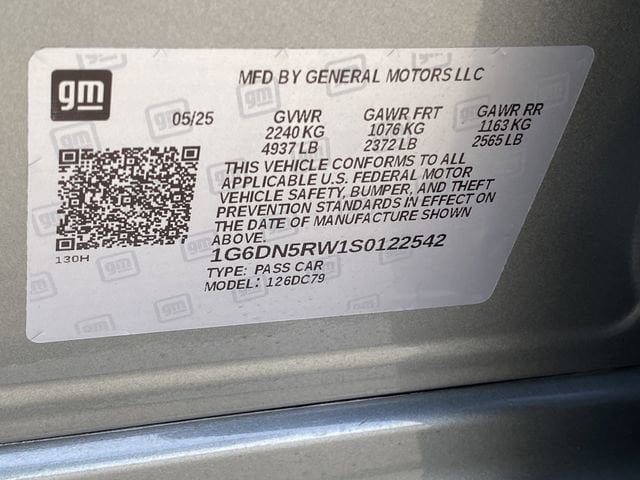 gm
MFD BY GENERAL MOTORS LLC
05/25 GVWR GAWR FRT GAWR RR
2240 KG 1076 KG 1163 KG
4937 LB 2372 LB 2565 LB
THIS VEHICLE CONFORMS TO ALL
APPLICABLE U.S. FEDERAL MOTOR
VEHICLE SAFETY, BUMPER, AND THEFT
PREVENTION STANDARDS IN EFFECT ON
THE DATE OF MANUFACTURE SHOWN
ABOVE.
130H
1G6DN5RW1S0122542
TYPE: PASS CAR
MODEL: 126DC79